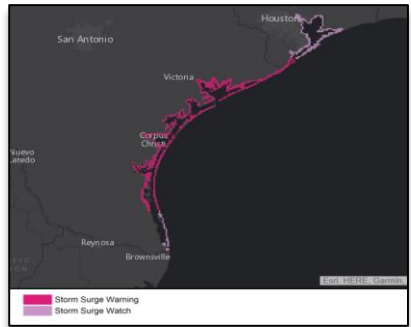 Houston
San Antonio
Victoria
Corpus
Christi
Nuevo
Laredo
Reynosa
Brownsville
Esri, HERE, Garmin,
Storm Surge Warning
Storm Surge Watch